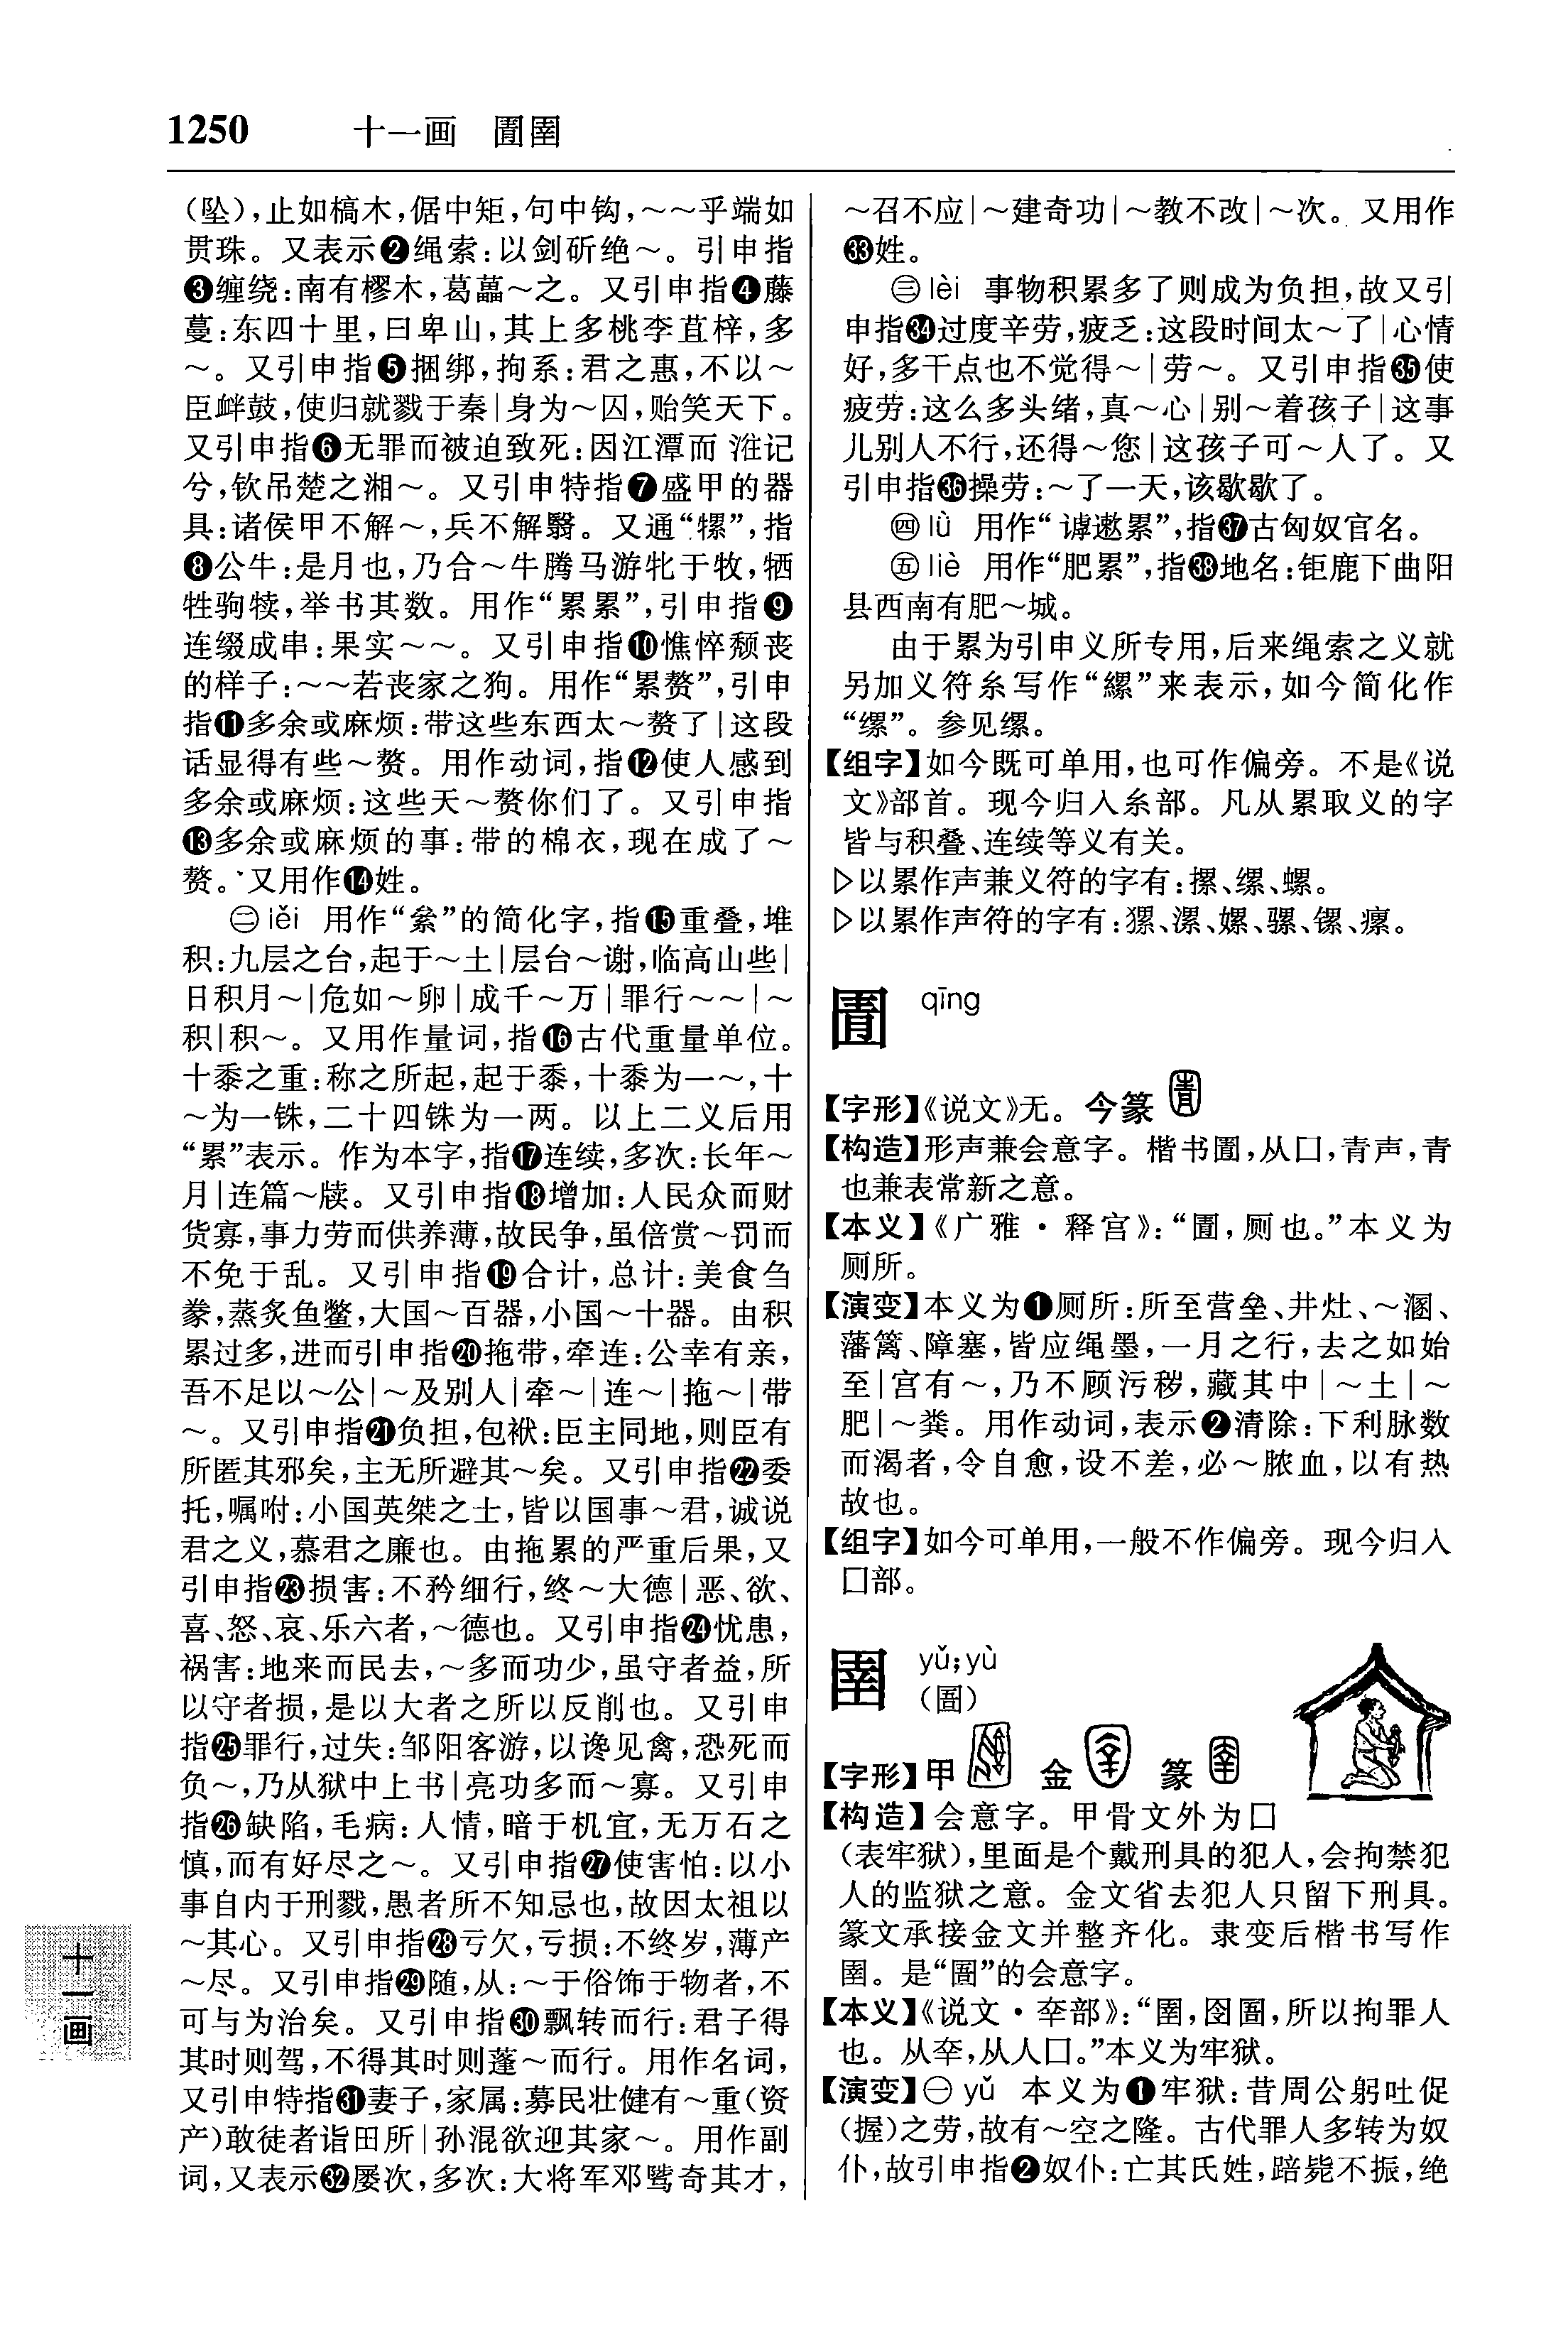 1250 十一画 圊圉
（坠），止如槁木，倨中矩，句中钩，～～乎端如
贯珠。又表示❷绳索：以剑斫绝～。引申指
❸缠绕：南有樛木，葛藟～之。又引申指❹藤
蔓：东四十里，曰卑山，其上多桃李苴梓，多
～。又引申指❺捆绑，拘系：君之惠，不以～
臣衅鼓，使归就戮于秦｜身为～囚，贻笑天下。
又引申指❻无罪而被迫致死：因江潭而𣶏记
兮，钦吊楚之湘～。又引申特指❼盛甲的器
具：诸侯甲不解～，兵不解翳。又通“犦”，指
❽公牛：是月也，乃合～牛腾马游牝于牧，牺
牲驹犊，举书其数。用作“累累”，引申指❾
连缀成串：果实～～。又引申指❿憔悴颓丧
的样子：～～若丧家之狗。用作“累赘”，引申
指⓫多余或麻烦：带这些东西太～赘了｜这段
话显得有些～赘。用作动词，指⓬使人感到
多余或麻烦：这些天～赘你们了。又引申指
⓭多余或麻烦的事：带的棉衣，现在成了～
赘。又用作⓮姓。
㊁lěi 用作“絫”的简化字，指⓯重叠，堆
积：九层之台，起于～土｜层台～谢，临高山些｜
日积月～｜危如～卵｜成千～万｜罪行～～｜～
积｜积～。又用作量词，指⓰古代重量单位。
十黍之重：称之所起，起于黍，十黍为一～，十
～为一铢，二十四铢为一两。以上二义后用
“累”表示。作为本字，指⓱连续，多次：长年～
月｜连篇～牍。又引申指⓲增加：人民众而财
货寡，事力劳而供养薄，故民争，虽倍赏～罚而
不免于乱。又引申指⓳合计，总计：美食刍
豢，蒸炙鱼鳖，大国～百器，小国～十器。由积
累过多，进而引申指⓴拖带，牵连：公幸有亲，
吾不足以～公｜～及别人｜牵～｜连～｜拖～｜带
～。又引申指㉑负担，包袱：臣主同地，则臣有
所匿其邪矣，主无所避其～矣。又引申指㉒委
托，嘱咐：小国英桀之士，皆以国事～君，诚说
君之义，慕君之廉也。由拖累的严重后果，又
引申指㉓损害：不矜细行，终～大德｜恶、欲、
喜、怒、哀、乐六者，～德也。又引申指㉔忧患，
祸害：地来而民去，～多而功少，虽守者益，所
以守者损，是以大者之所以反削也。又引申
指㉕罪行，过失：邹阳客游，以谗见禽，恐死而
负～，乃从狱中上书｜亮功多而～寡。又引申
指㉖缺陷，毛病：人情，暗于机宜，无万石之
慎，而有好尽之～。又引申指㉗使害怕：以小
事自内于刑戮，愚者所不知忌也，故因太祖以
～其心。又引申指㉘亏欠，亏损：不终岁，薄产
～尽。又引申指㉙随，从：～于俗饰于物者，不
可与为治矣。又引申指㉚飘转而行：君子得
其时则驾，不得其时则蓬～而行。用作名词，
又引申特指㉛妻子，家属：募民壮健有～重（资
产）敢徒者诣田所｜孙混欲迎其家～。用作副
词，又表示㉜屡次，多次：大将军邓骘奇其才，
～召不应｜～建奇功｜～教不改｜～次。又用作
㉝姓。
㊂lèi 事物积累多了则成为负担，故又引
申指㉞过度辛劳，疲乏：这段时间太～了｜心情
好，多干点也不觉得～｜劳～。又引申指㉟使
疲劳：这么多头绪，真～心｜别～着孩子｜这事
儿别人不行，还得～您｜这孩子可～人了。又
引申指㊱操劳：～了一天，该歇歇了。
㊃lù 用作“谑遬累”，指㊲古匈奴官名。
㊄liè 用作“肥累”，指㊳地名：钜鹿下曲阳
县西南有肥～城。
由于累为引申义所专用，后来绳索之义就
另加义符糸写作“縲”来表示，如今简化作
“缧”。参见缧。
【组字】如今既可单用，也可作偏旁。不是《说
文》部首。现今归入糸部。凡从累取义的字
皆与积叠、连续等义有关。
▷以累作声兼义符的字有：摞、缧、螺。
▷以累作声符的字有：猡、漯、嫘、骡、镙、瘰。
圊 qīng
【字形】《说文》无。今篆
【构造】形声兼会意字。楷书圊，从囗，青声，青
也兼表常新之意。
【本义】《广雅·释宫》：“圊，厕也。”本义为
厕所。
【演变】本义为❶厕所：所至营垒、井灶、～溷、
藩篱、障塞，皆应绳墨，一月之行，去之如始
至｜宫有～，乃不顾污秽，藏其中｜～土｜～
肥｜～粪。用作动词，表示❷清除：下利脉数
而渴者，令自愈，设不差，必～脓血，以有热
故也。
【组字】如今可单用，一般不作偏旁。现今归入
囗部。
圉 yǔ；yù
（圄）
【字形】甲 金 篆
【构造】会意字。甲骨文外为囗
（表牢狱），里面是个戴刑具的犯人，会拘禁犯
人的监狱之意。金文省去犯人只留下刑具。
篆文承接金文并整齐化。隶变后楷书写作
圉。是“圄”的会意字。
【本义】《说文·㚔部》：“圉，囹圄，所以拘罪人
也。从㚔，从人囗。”本义为牢狱。
【演变】㊀yǔ 本义为❶牢狱：昔周公躬吐促
（握）之劳，故有～空之隆。古代罪人多转为奴
仆，故引申指❷奴仆：亡其氏姓，踣毙不振，绝
十一画